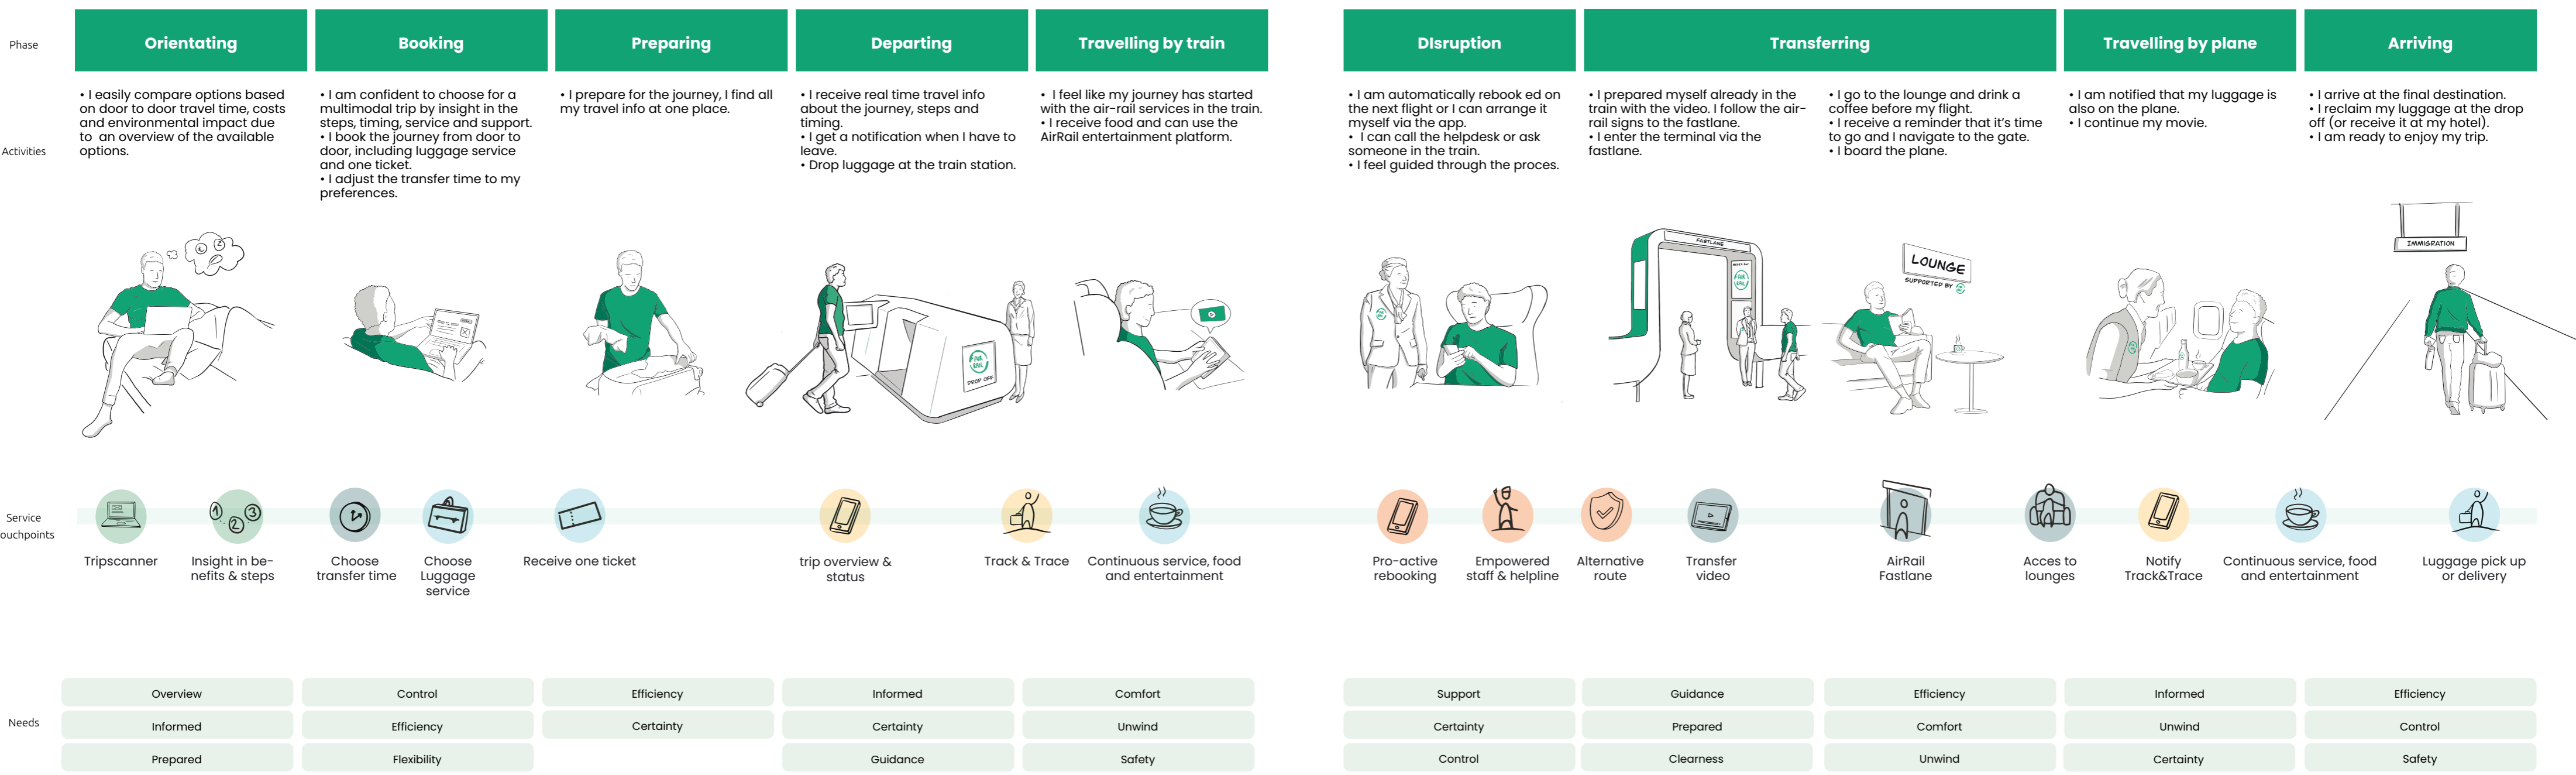 Phase
Orientating
Booking
Preparing
Departing
Travelling by train
DIsruption
Transferring
Travelling by plane
Arriving
Activities
• I easily compare options based
on door to door travel time, costs
and environmental impact due
to an overview of the available
options.
• I am confident to choose for a
multimodal trip by insight in the
steps, timing, service and support.
• I book the journey from door to
door, including luggage service
and one ticket.
• I adjust the transfer time to my
preferences.
• I prepare for the journey, I find all
my travel info at one place.
• I receive real time travel info
about the journey, steps and
timing.
• I get a notification when I have to
leave.
• Drop luggage at the train station.
• I feel like my journey has started
with the air-rail services in the train.
• I receive food and can use the
AirRail entertainment platform.
• I am automatically rebook ed on
the next flight or I can arrange it
myself via the app.
• I can call the helpdesk or ask
someone in the train.
• I feel guided through the proces.
• I prepared myself already in the
train with the video. I follow the air-
rail signs to the fastlane.
• I enter the terminal via the
fastlane.
• I go to the lounge and drink a
coffee before my flight.
• I receive a reminder that it's time
to go and I navigate to the gate.
• I board the plane.
• I am notified that my luggage is
also on the plane.
• I continue my movie.
• I arrive at the final destination.
• I reclaim my luggage at the drop
off (or receive it at my hotel).
• I am ready to enjoy my trip.
1 2
AIR
RAIL
DROP OFF
FASTLANE
AIR
RAIL
LOUNGE
SUPPORTED BY
IMMIGRATION
Service
ouchpoints
1 2 3
Tripscanner
Insight in be-
nefits & steps
Choose
transfer time
Choose
Luggage
service
Receive one ticket
trip overview &
status
Track & Trace
Continuous service, food
and entertainment
Pro-active
rebooking
Empowered
staff & helpline
Alternative
route
Transfer
video
AirRail
Fastlane
Acces to
lounges
Notify
Track&Trace
Continuous service, food
and entertainment
Luggage pick up
or delivery
Needs
Overview
Informed
Prepared
Control
Efficiency
Flexibility
Efficiency
Certainty
Informed
Certainty
Guidance
Comfort
Unwind
Safety
Support
Certainty
Control
Guidance
Prepared
Clearness
Efficiency
Comfort
Unwind
Informed
Unwind
Certainty
Efficiency
Control
Safety